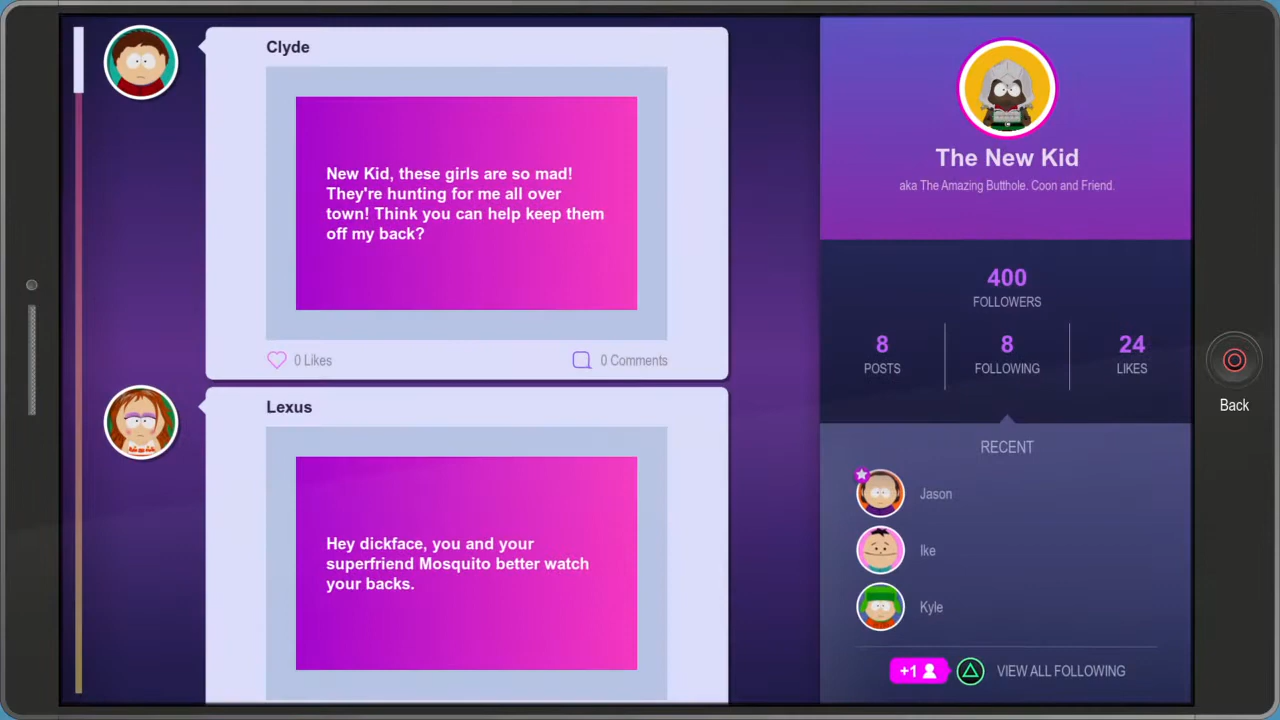 Clyde
New Kid, these girls are so mad!
They're hunting for me all over
town! Think you can help keep them
off my back?
0 Likes
0 Comments
Lexus
Hey dickface, you and your
superfriend Mosquito better watch
your backs.
The New Kid
aka The Amazing Butthole. Coon and Friend.
400
FOLLOWERS
8
POSTS
8
FOLLOWING
24
LIKES
RECENT
Jason
Ike
Kyle
+1
VIEW ALL FOLLOWING
Back